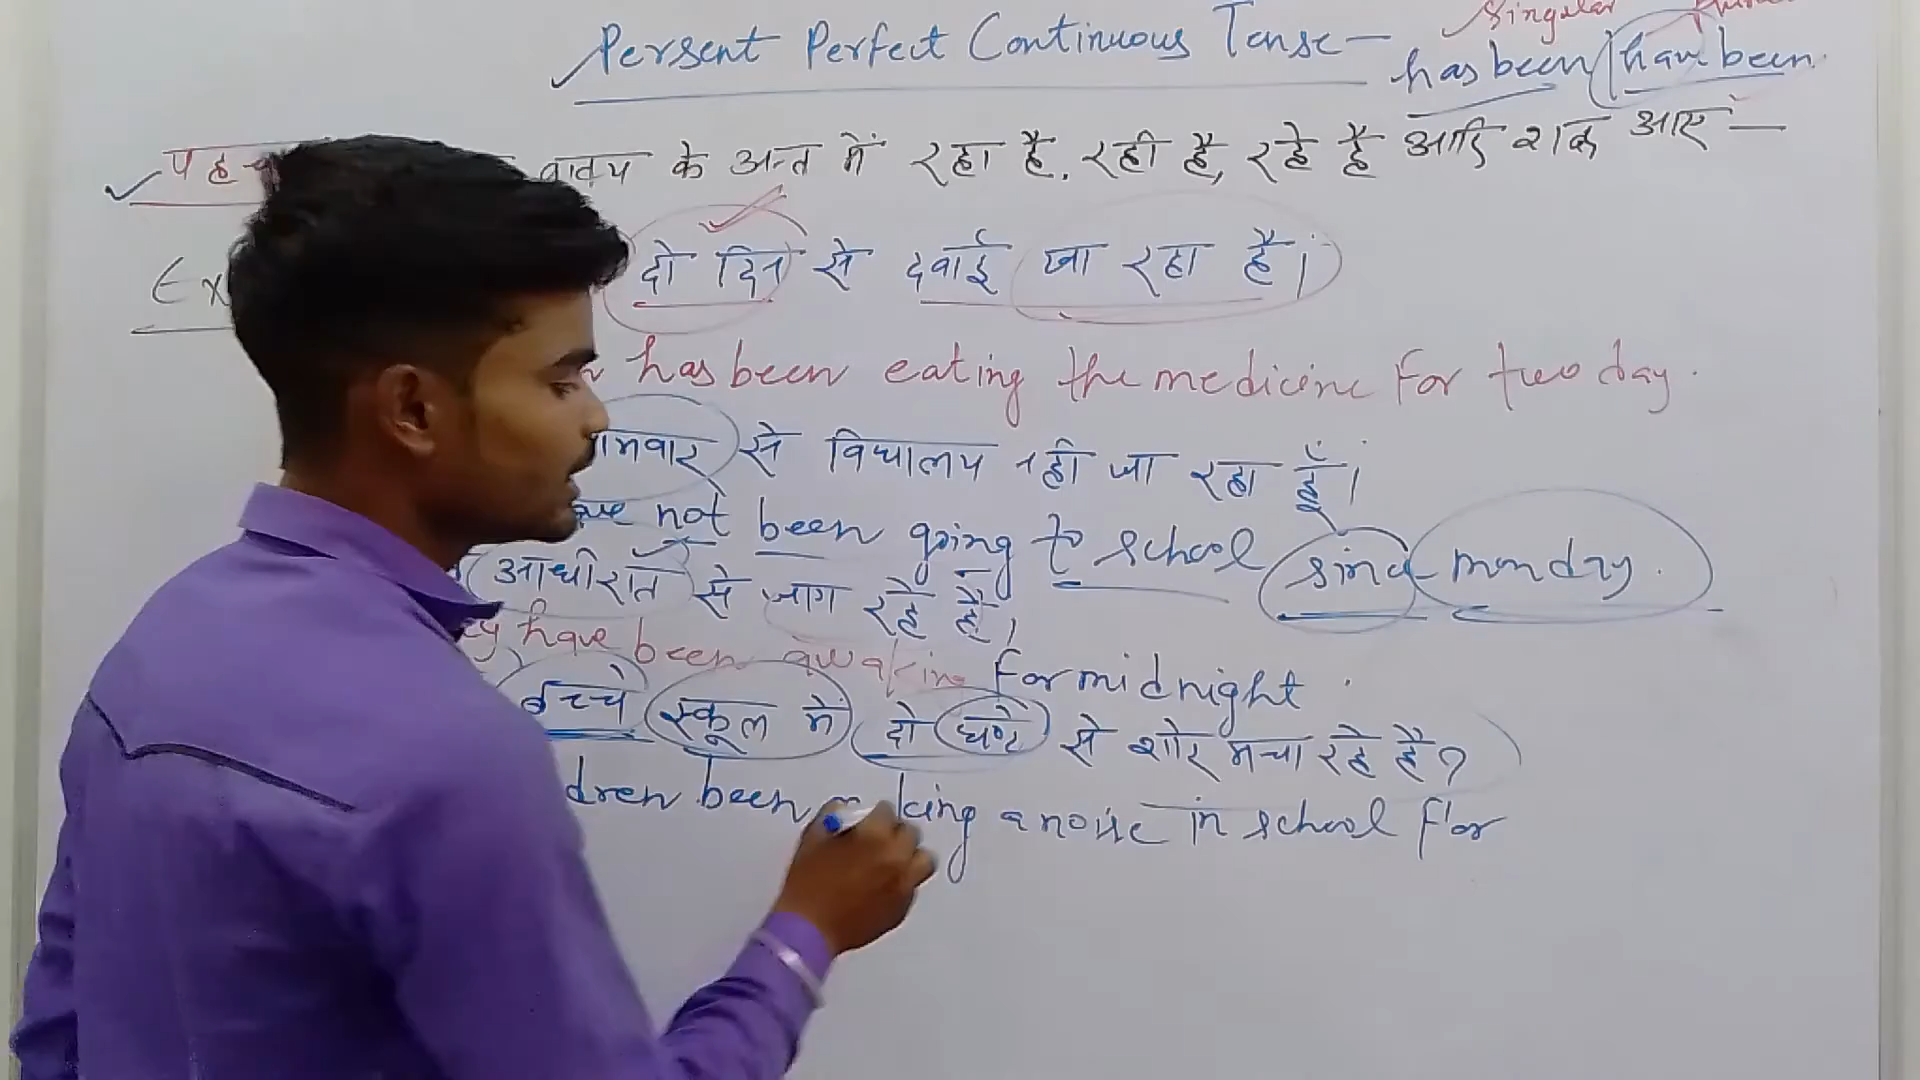 Singular
Persent Perfect Continuous Tense— has been / have been.
वाक्य के अन्त में रहा है, रही है, रहे है आदि शब्द आए—
Ex
दो दिन से दवाई खा रहा है।
has been eating the medicine For two day.
से विद्यालय नही जा रहा हूँ।
not been going to school since monday.
आधीरात से जाग रहे हैं।
have been awaking for midnight.
बच्चे स्कूल में दो घण्टे से शोर मचा रहे है?
been a noise in school For